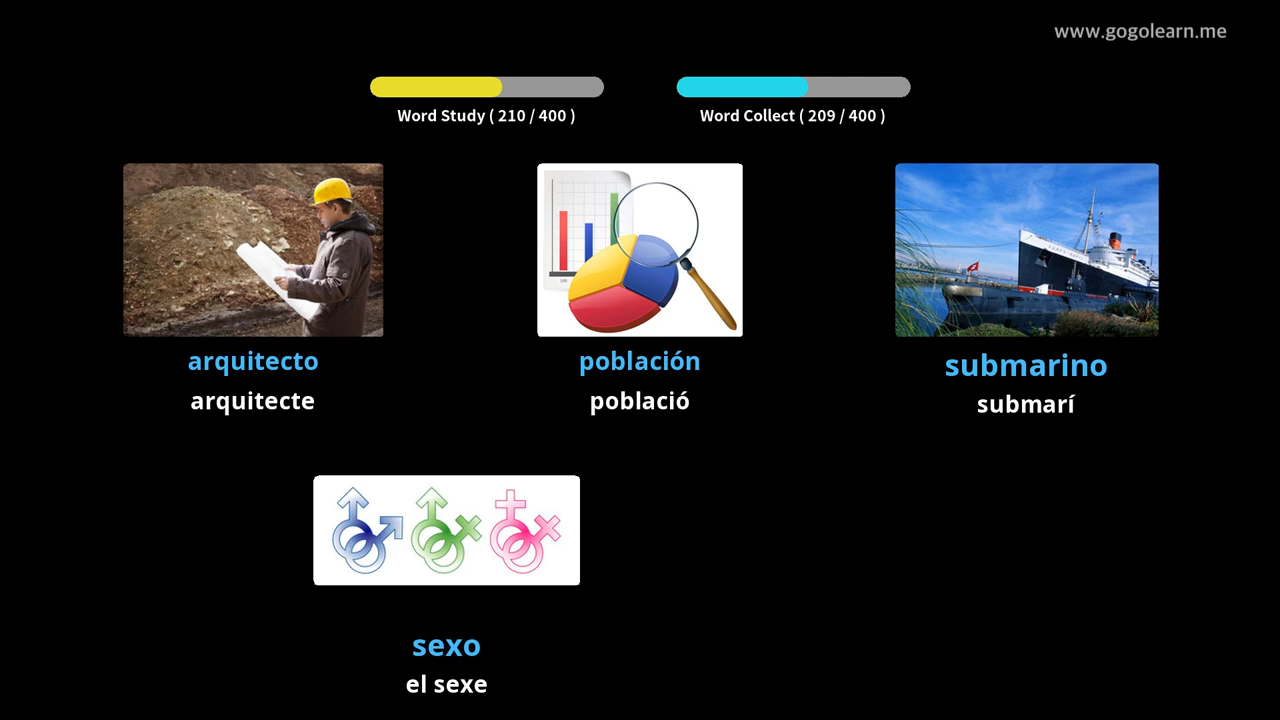 www.gogolearn.me
Word Study ( 210 / 400 )
Word Collect ( 209 / 400 )
arquitecto
arquitecte
población
població
submarino
submarí
sexo
el sexe